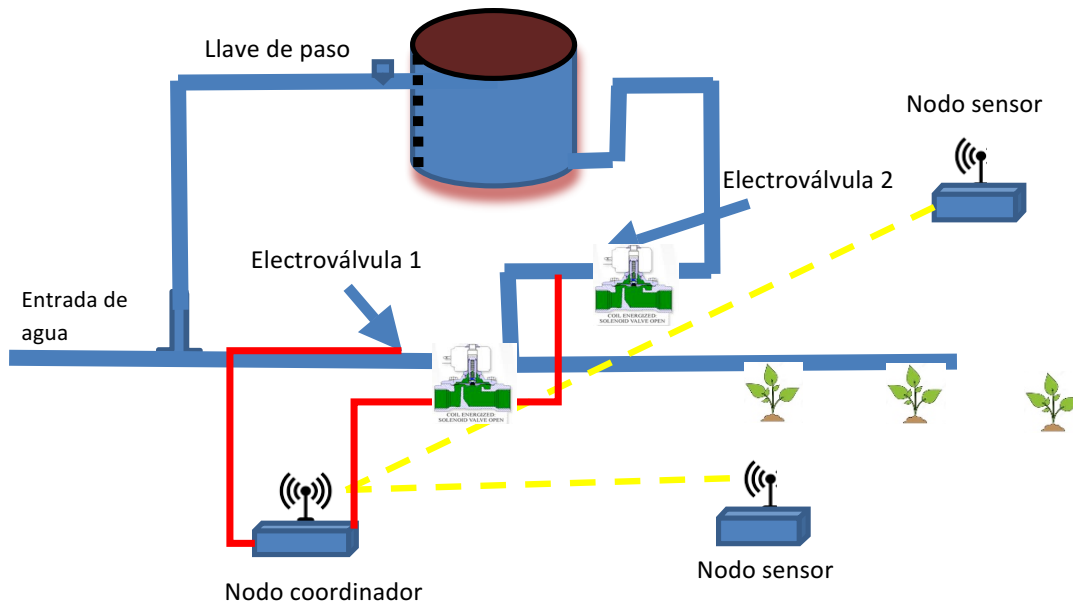 Llave de paso
Nodo sensor
Electroválvula 2
Electroválvula 1
Entrada de
agua
COIL ENERGIZED
SOLENOID VALVE OPEN
COIL ENERGIZED
SOLENOID VALVE OPEN
Nodo sensor
Nodo coordinador